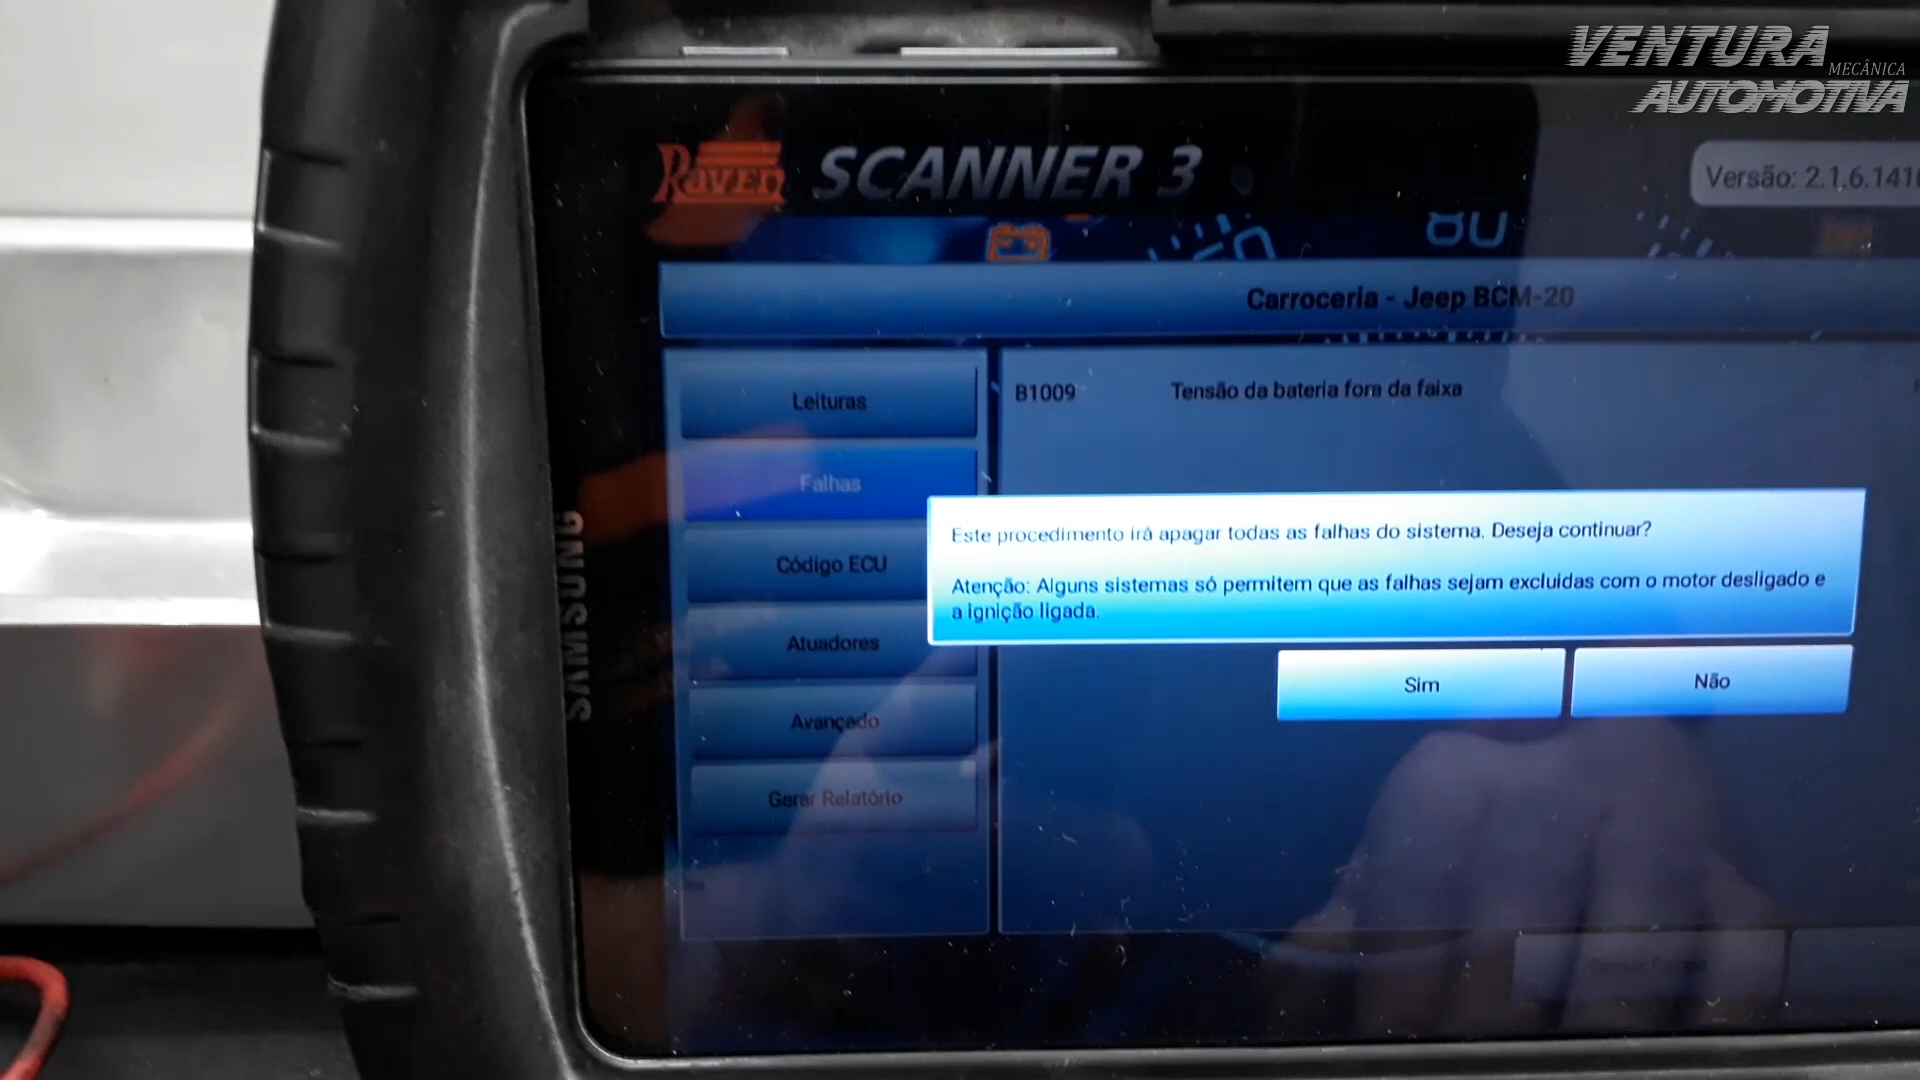 VENTURA
MECÂNICA
AUTOMOTIVA
Raven
SCANNER 3
Versão: 2.1.6.141
80
Carroceria - Jeep BCM-20
Leituras
B1009 Tensão da bateria fora da faixa
Falhas
Este procedimento irá apagar todas as falhas do sistema. Deseja continuar?
Código ECU
Atenção: Alguns sistemas só permitem que as falhas sejam excluidas com o motor desligado e
a ignição ligada.
SAMSUNG
Atuadores
Sim
Não
Avançado
Gerar Relatório